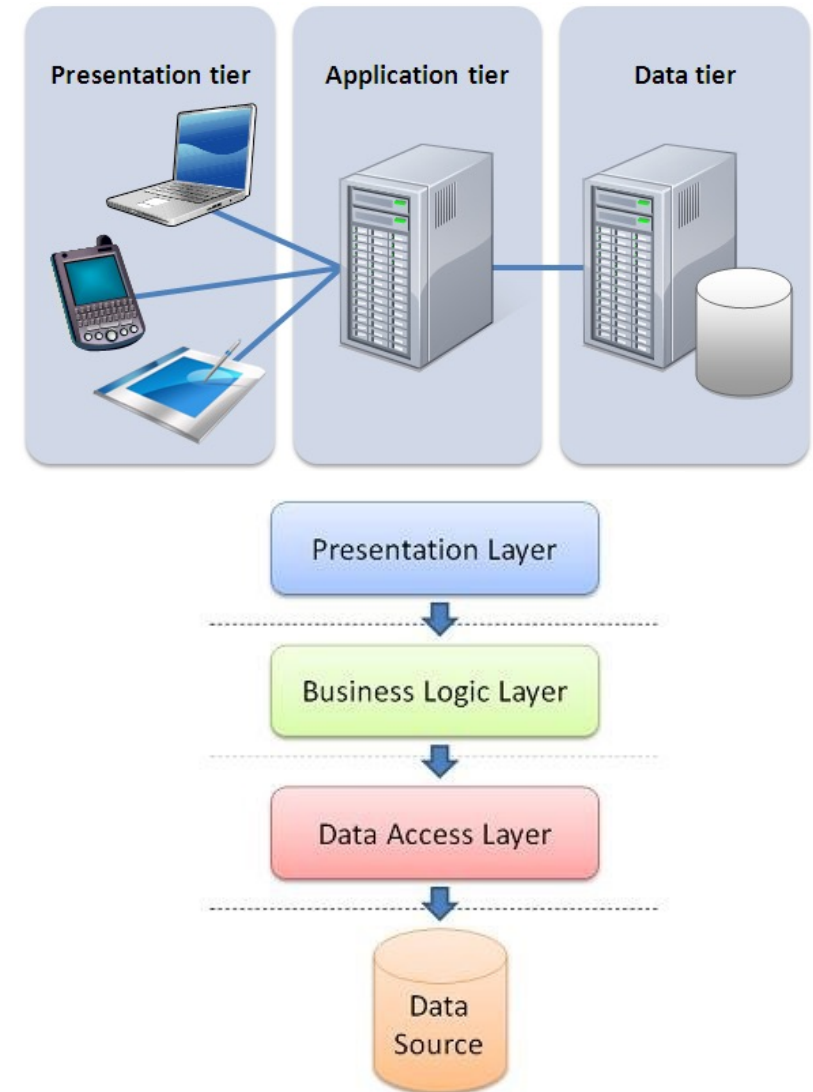 Presentation tier
Application tier
Data tier
Presentation Layer
Business Logic Layer
Data Access Layer
Data
Source